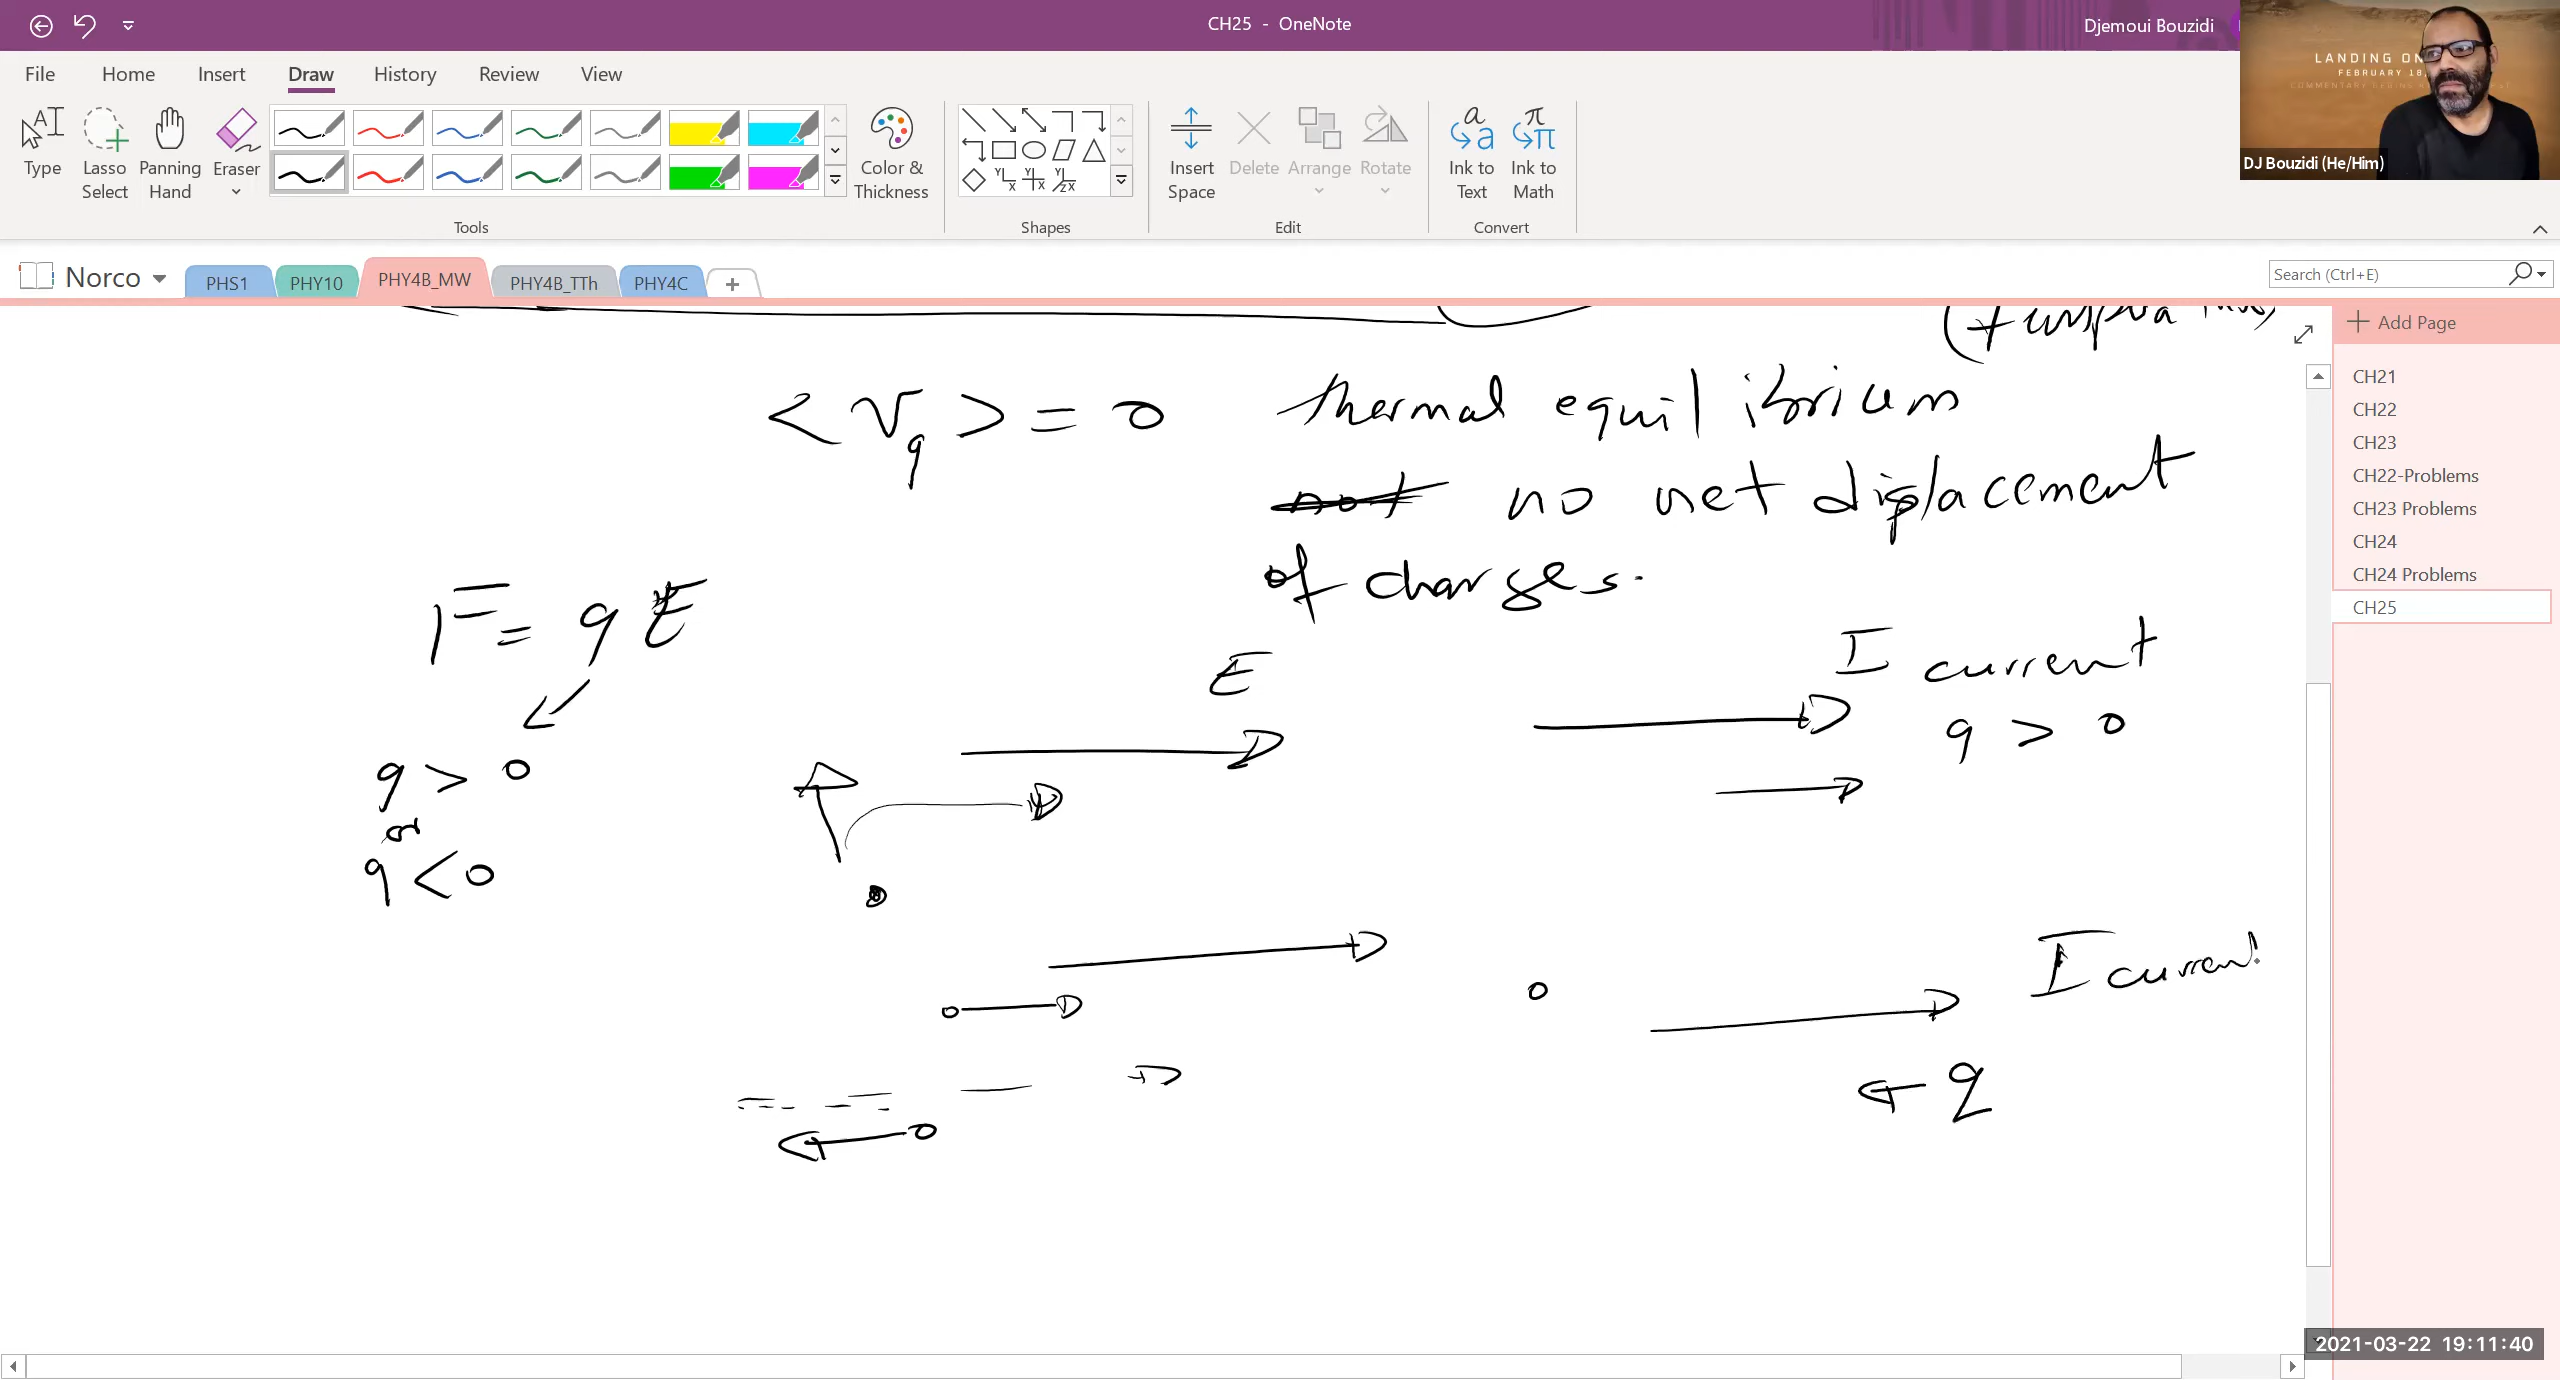 CH25 - OneNote
Djemoui Bouzidi
LANDING ON
FEBRUARY 18,
File Home Insert Draw History Review View
Type
Lasso Select
Panning Hand
Eraser
Color & Thickness
Insert Space
Delete
Arrange
Rotate
Ink to Text
Ink to Math
Tools
Shapes
Edit
Convert
DJ Bouzidi (He/Him)
Norco
PHS1
PHY10
PHY4B_MW
PHY4B_TTh
PHY4C
Search (Ctrl+E)
Add Page
CH21
CH22
CH23
CH22-Problems
CH23 Problems
CH24
CH24 Problems
CH25
<v_q> = 0 thermal equilibrium
not no net displacement
of charges.
F = q E
E
I current
q > 0
q > 0
or
q < 0
I current
q
2021-03-22 19:11:40